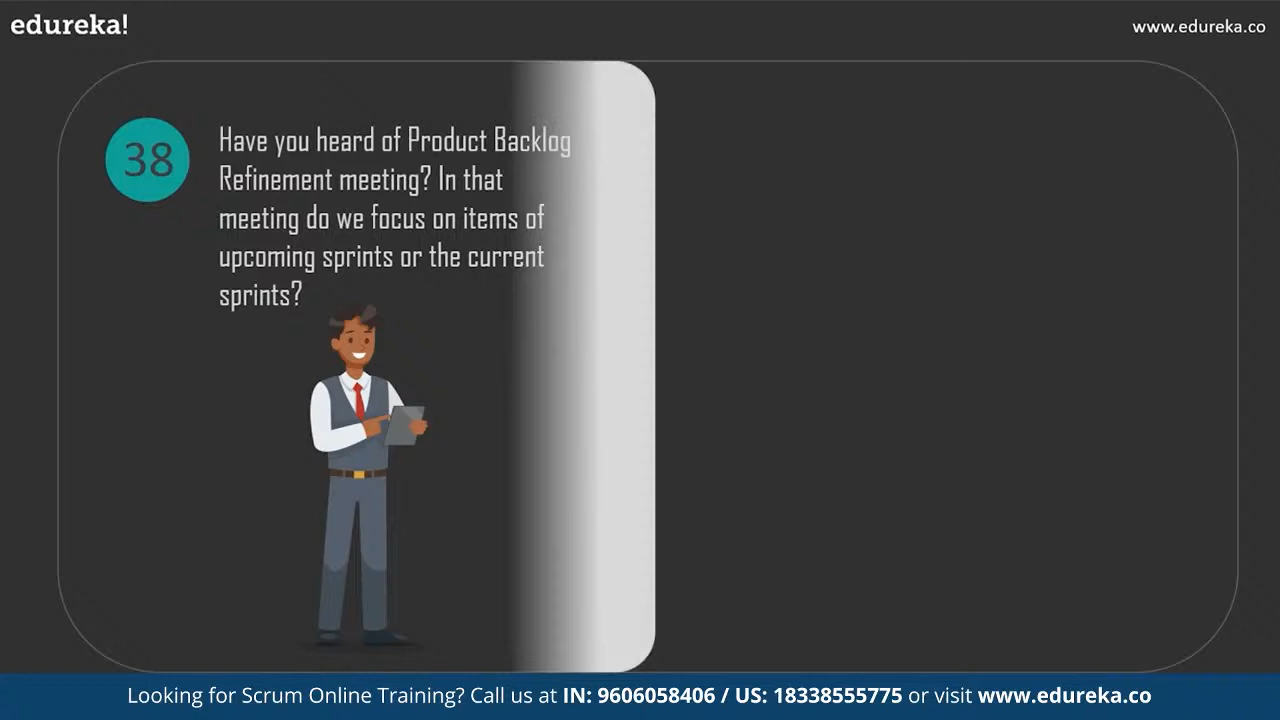 edureka!
www.edureka.co
38
Have you heard of Product Backlog
Refinement meeting? In that
meeting do we focus on items of
upcoming sprints or the current
sprints?
Looking for Scrum Online Training? Call us at IN: 9606058406 / US: 18338555775 or visit www.edureka.co